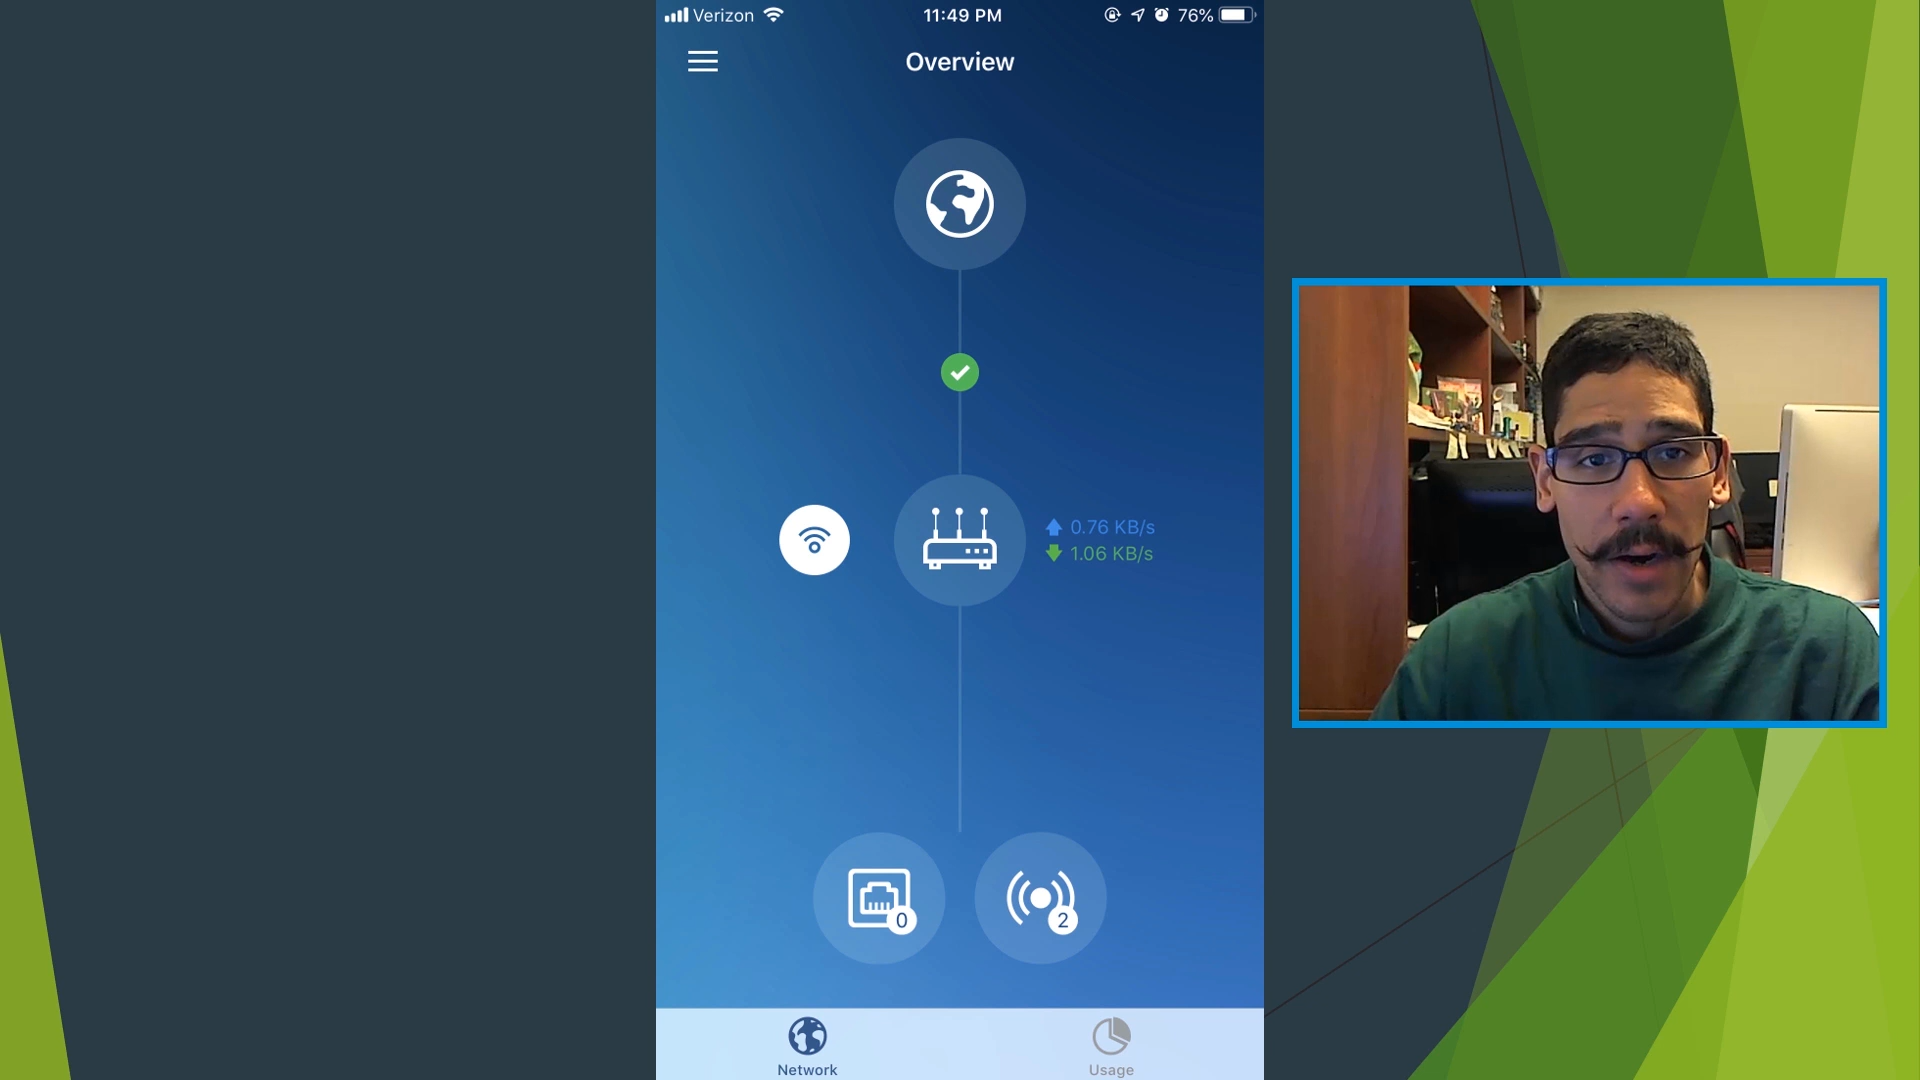 Verizon 11:49 PM 76%
Overview
0.76 KB/s
1.06 KB/s
0 2
Network Usage